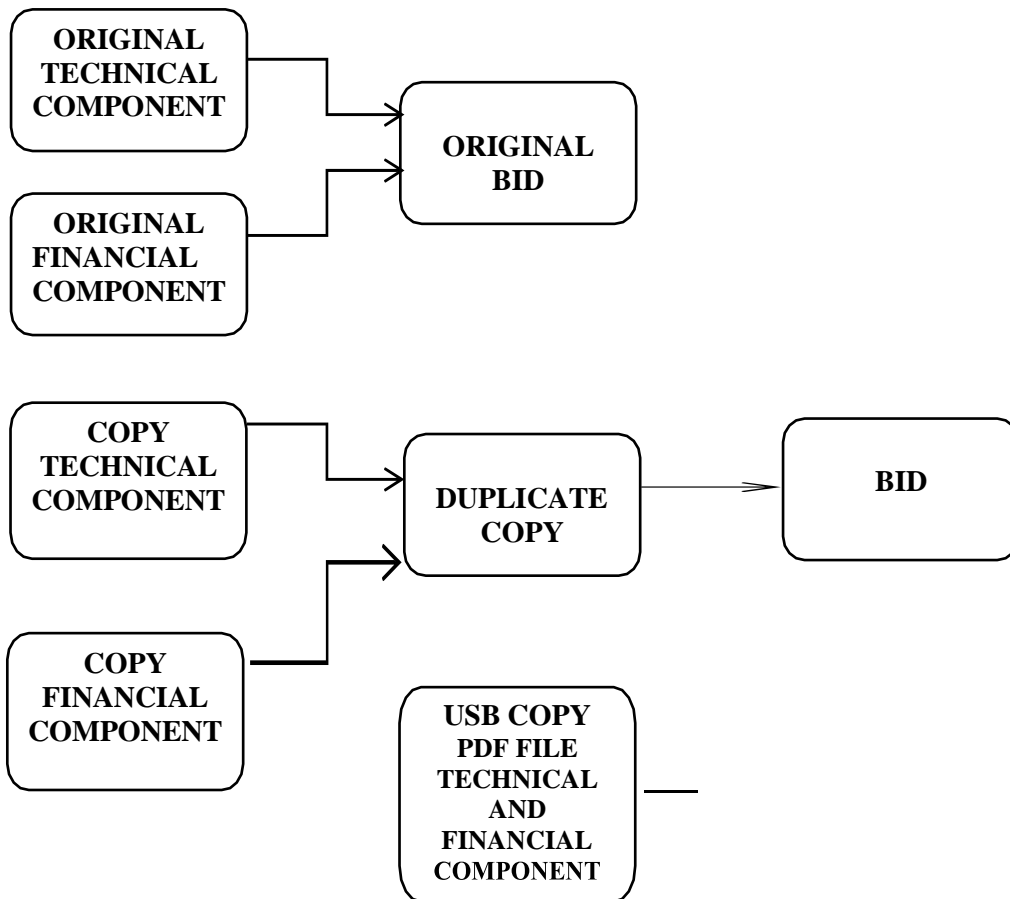 ORIGINAL
TECHNICAL
COMPONENT
ORIGINAL
BID
ORIGINAL
FINANCIAL
COMPONENT
COPY
TECHNICAL
COMPONENT
DUPLICATE
COPY
BID
COPY
FINANCIAL
COMPONENT
USB COPY
PDF FILE
TECHNICAL
AND
FINANCIAL
COMPONENT